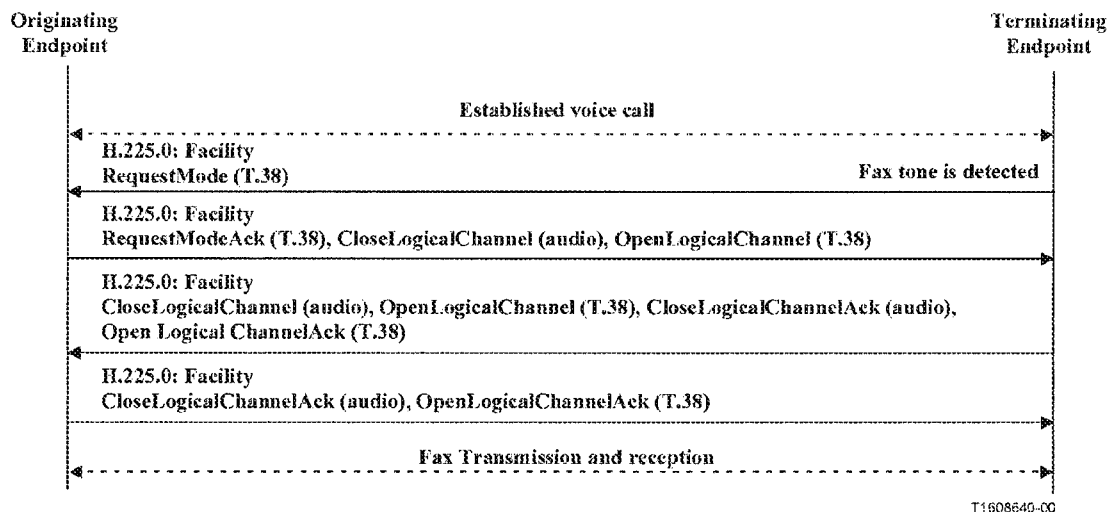 Originating
Endpoint
Terminating
Endpoint
Established voice call
H.225.0: Facility
RequestMode (T.38)
Fax tone is detected
H.225.0: Facility
RequestModeAck (T.38), CloseLogicalChannel (audio), OpenLogicalChannel (T.38)
H.225.0: Facility
CloseLogicalChannel (audio), OpenLogicalChannel (T.38), CloseLogicalChannelAck (audio),
Open Logical ChannelAck (T.38)
H.225.0: Facility
CloseLogicalChannelAck (audio), OpenLogicalChannelAck (T.38)
Fax Transmission and reception
T1608640-00